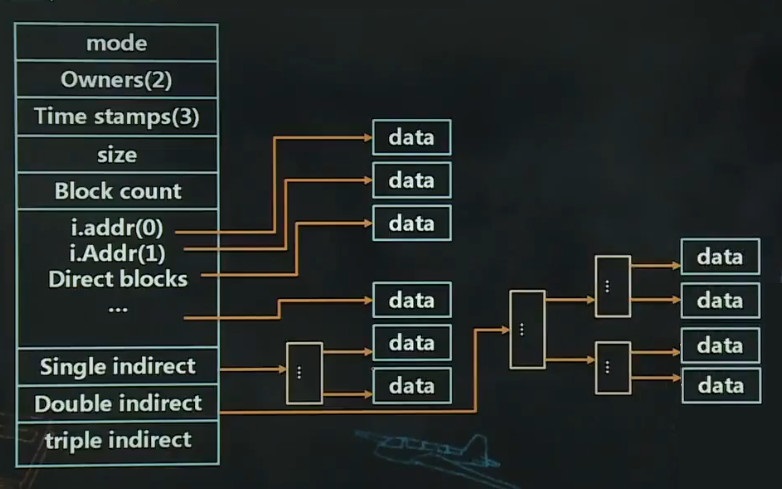 mode
Owners(2)
Time stamps(3)
size
Block count
i.addr(0)
i.Addr(1)
Direct blocks
...
Single indirect
Double indirect
triple indirect
data
data
data
data
...
data
data
...
...
data
data
...
data
data